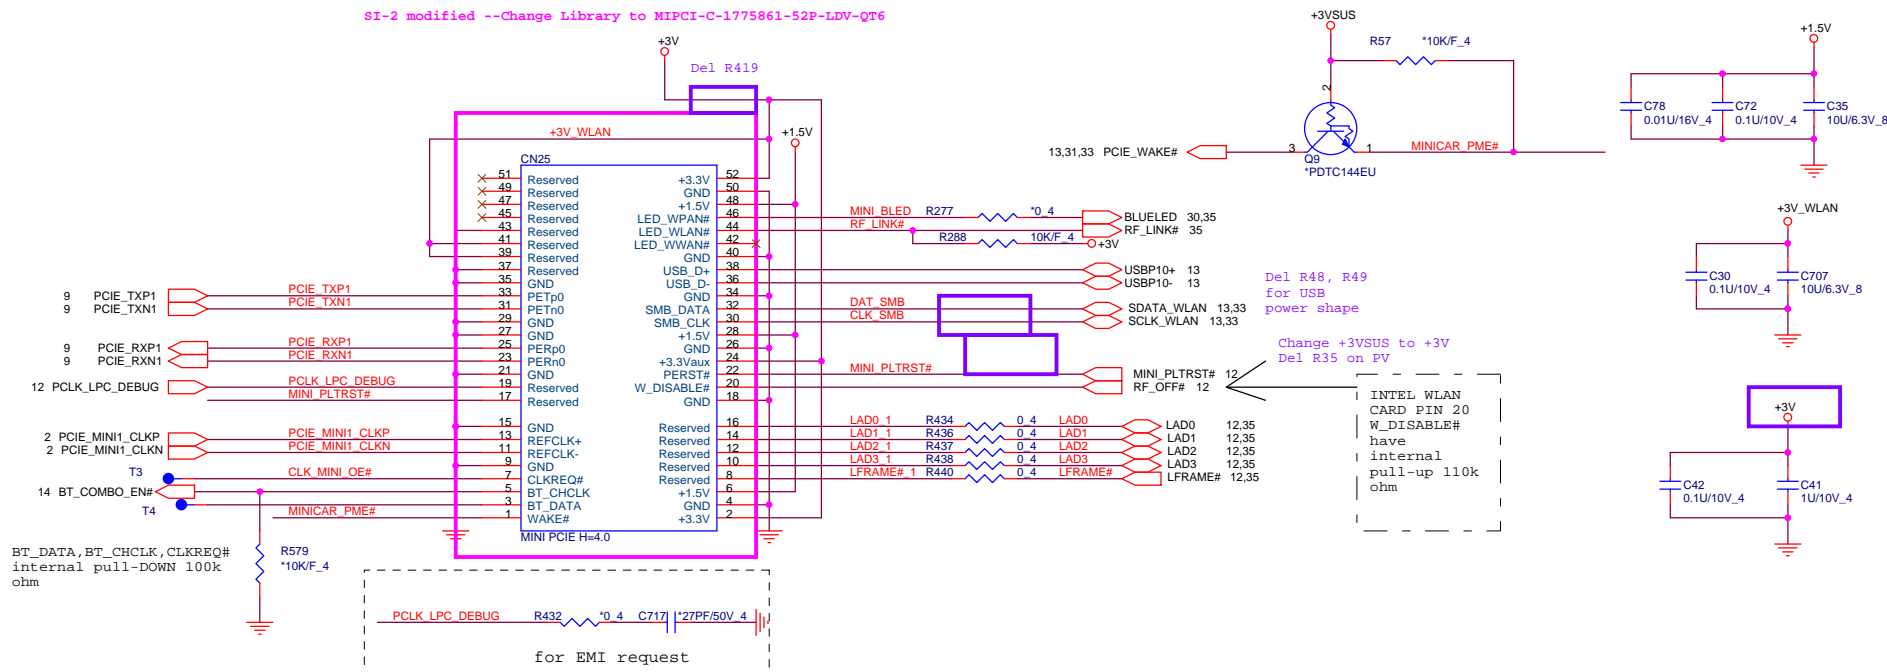 SI-2 modified --Change Library to MIPCI-C-1775861-52P-LDV-QT6
+3V
Del R419
+3V_WLAN
+1.5V
CN25
51 Reserved +3.3V 52
49 Reserved GND 50
47 Reserved +1.5V 48
45 Reserved LED_WPAN# 46 MINI_BLED R277 *0_4 BLUELED 30,35
43 Reserved LED_WLAN# 44 RF_LINK# RF_LINK# 35
41 Reserved LED_WWAN# 42 R288 10K/F_4 +3V
39 Reserved GND 40
37 Reserved USB_D+ 38 USBP10+ 13
35 GND USB_D- 36 USBP10- 13
9 PCIE_TXP1 PCIE_TXP1 33 PETp0 GND 34
9 PCIE_TXN1 PCIE_TXN1 31 PETn0 SMB_DATA 32 DAT_SMB SDATA_WLAN 13,33
29 GND SMB_CLK 30 CLK_SMB SCLK_WLAN 13,33
27 GND +1.5V 28
9 PCIE_RXP1 PCIE_RXP1 25 PERp0 GND 26
9 PCIE_RXN1 PCIE_RXN1 23 PERn0 +3.3Vaux 24
21 GND PERST# 22 MINI_PLTRST# MINI_PLTRST# 12
12 PCLK_LPC_DEBUG PCLK_LPC_DEBUG 19 Reserved W_DISABLE# 20 RF_OFF# 12
MINI_PLTRST# 17 Reserved GND 18
15 GND Reserved 16 LAD0_1 R434 0_4 LAD0 LAD0 12,35
2 PCIE_MINI1_CLKP PCIE_MINI1_CLKP 13 REFCLK+ Reserved 14 LAD1_1 R436 0_4 LAD1 LAD1 12,35
2 PCIE_MINI1_CLKN PCIE_MINI1_CLKN 11 REFCLK- Reserved 12 LAD2_1 R437 0_4 LAD2 LAD2 12,35
9 GND Reserved 10 LAD3_1 R438 0_4 LAD3 LAD3 12,35
T3 CLK_MINI_OE# 7 CLKREQ# Reserved 8 LFRAME#_1 R440 0_4 LFRAME# LFRAME# 12,35
14 BT_COMBO_EN# 5 BT_CHCLK +1.5V 6
T4 3 BT_DATA GND 4
MINICAR_PME# 1 WAKE# +3.3V 2
MINI PCIE H=4.0
BT_DATA,BT_CHCLK,CLKREQ#
internal pull-DOWN 100k
ohm
R579
*10K/F_4
PCLK_LPC_DEBUG R432 *0_4 C717 *27PF/50V_4
for EMI request
Del R48, R49
for USB
power shape
Change +3VSUS to +3V
Del R35 on PV
INTEL WLAN
CARD PIN 20
W_DISABLE#
have
internal
pull-up 110k
ohm
+3VSUS
R57 *10K/F_4
2
13,31,33 PCIE_WAKE# 3 1 MINICAR_PME#
Q9
*PDTC144EU
+1.5V
C78
0.01U/16V_4
C72
0.1U/10V_4
C35
10U/6.3V_8
+3V_WLAN
C30
0.1U/10V_4
C707
10U/6.3V_8
+3V
C42
0.1U/10V_4
C41
1U/10V_4